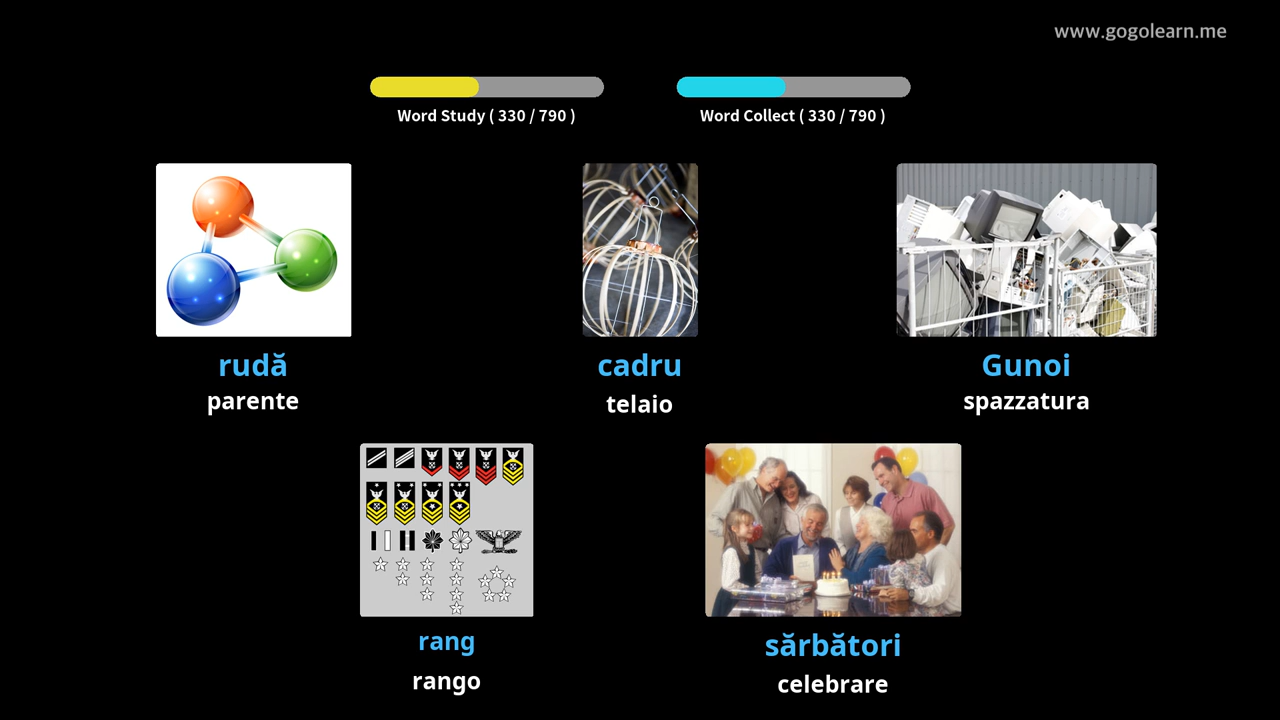 www.gogolearn.me
Word Study ( 330 / 790 )
Word Collect ( 330 / 790 )
rudă
parente
cadru
telaio
Gunoi
spazzatura
rang
rango
sărbători
celebrare